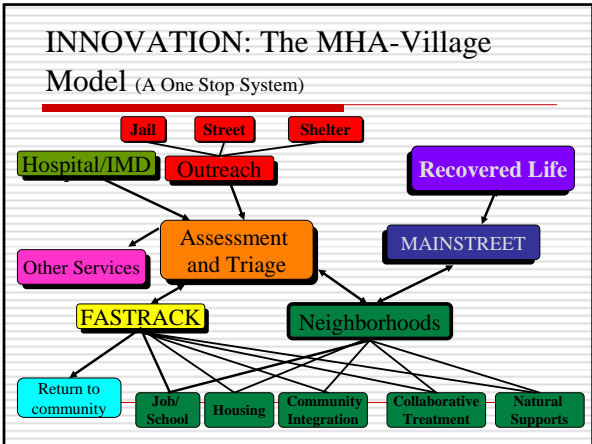 INNOVATION: The MHA-Village
Model (A One Stop System)
Jail
Street
Shelter
Hospital/IMD
Outreach
Recovered Life
Assessment
and Triage
MAINSTREET
Other Services
FASTRACK
Neighborhoods
Return to
community
Job/
School
Housing
Community
Integration
Collaborative
Treatment
Natural
Supports